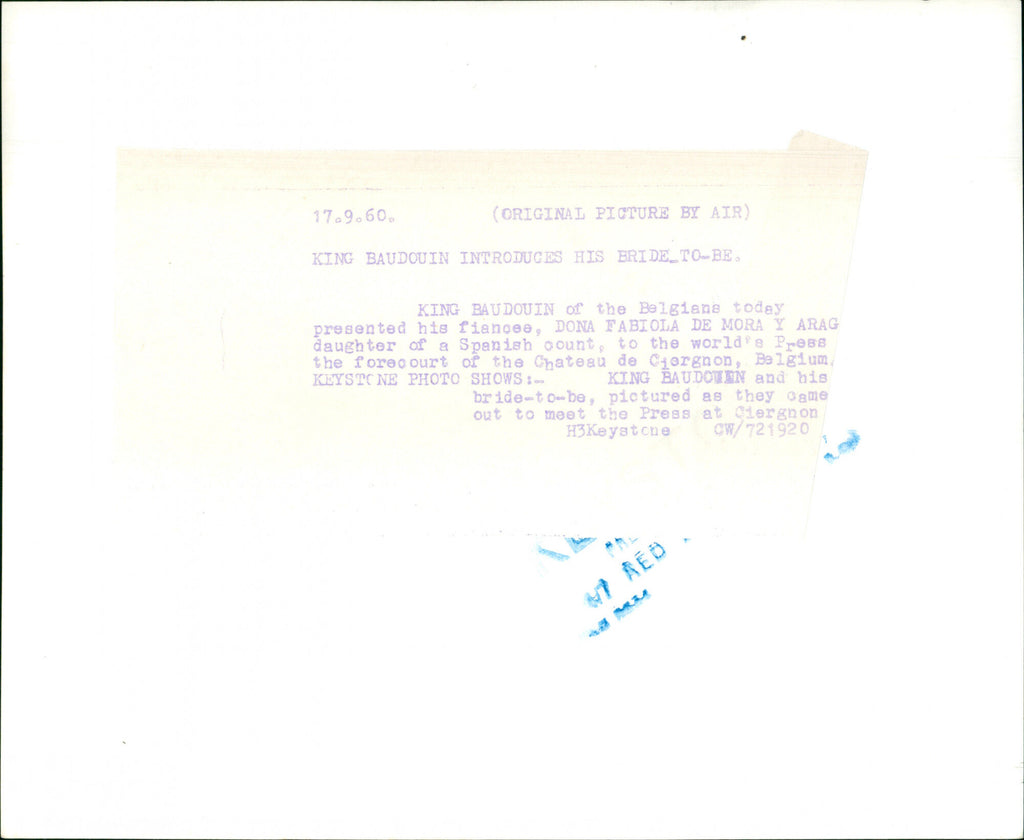 17.9.60. (ORIGINAL PICTURE BY AIR)
KING BAUDOUIN INTRODUCES HIS BRIDE-TO-BE.
KING BAUDOUIN of the Belgians today
presented his fiancee, DONA FABIOLA DE MORA Y ARAG
daughter of a Spanish count, to the world's Press
the forecourt of the Chateau de Ciergnon, Belgium.
KEYSTONE PHOTO SHOWS:- KING BAUDOUIN and his
bride-to-be, pictured as they came
out to meet the Press at Ciergnon
H3Keystone CW/721920
RED